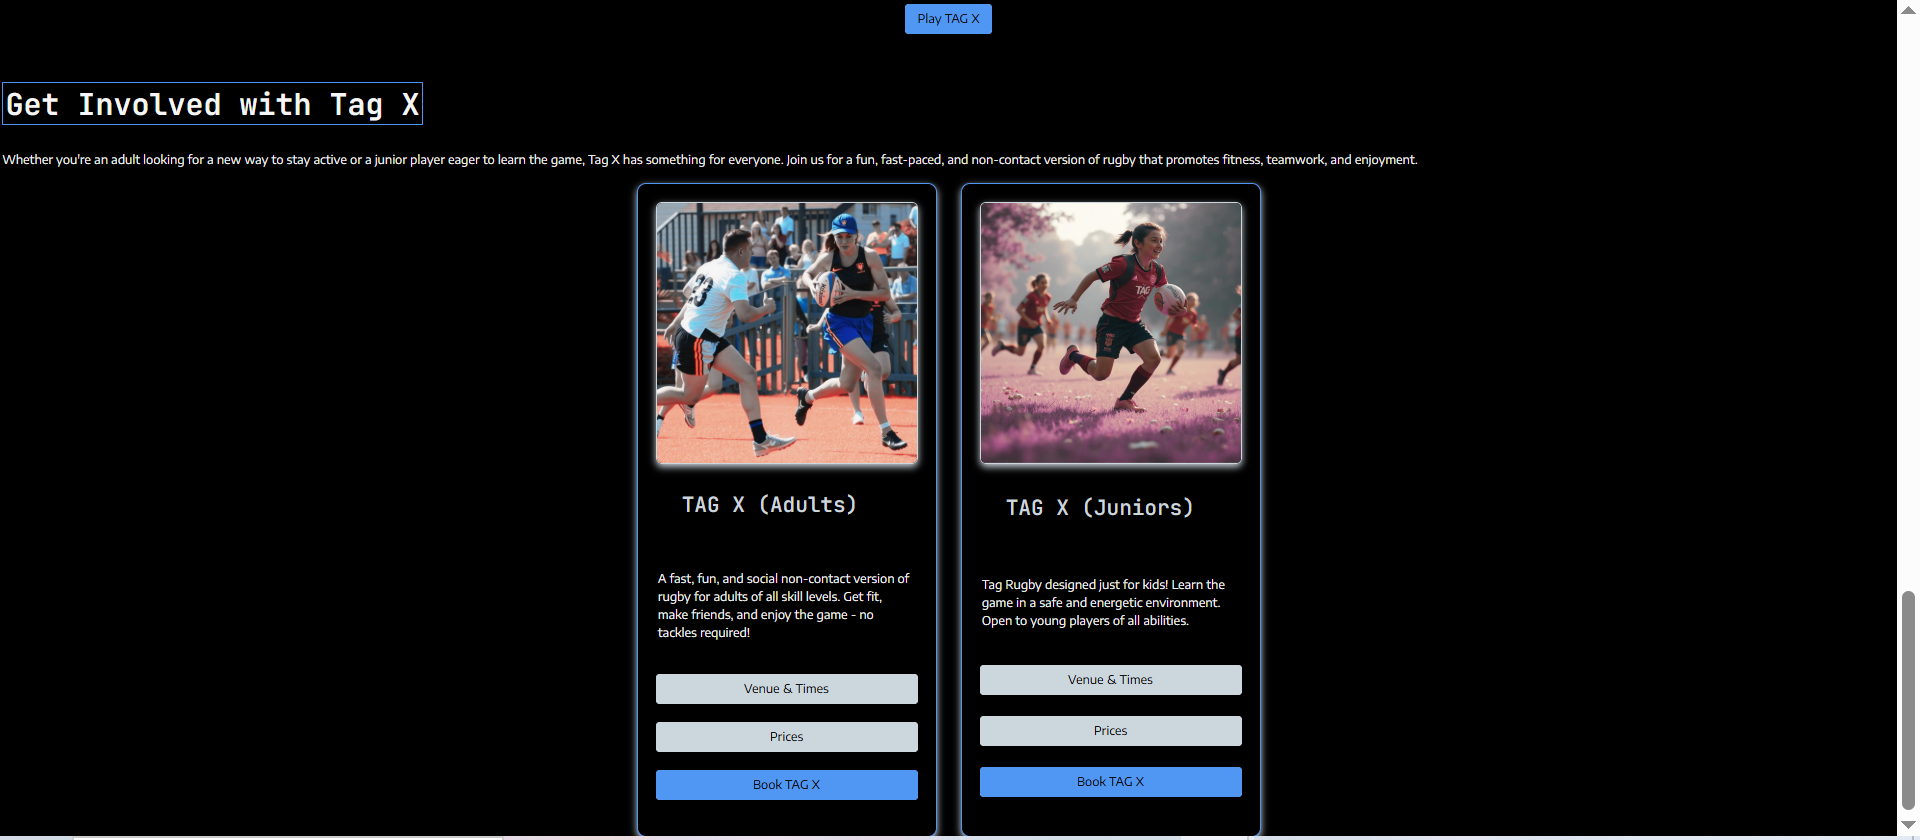 Play TAG X
Get Involved with Tag X
Whether you're an adult looking for a new way to stay active or a junior player eager to learn the game, Tag X has something for everyone. Join us for a fun, fast-paced, and non-contact version of rugby that promotes fitness, teamwork, and enjoyment.
23
TAG X (Adults)
A fast, fun, and social non-contact version of
rugby for adults of all skill levels. Get fit,
make friends, and enjoy the game - no
tackles required!
Venue & Times
Prices
Book TAG X
TAG
TAG X (Juniors)
Tag Rugby designed just for kids! Learn the
game in a safe and energetic environment.
Open to young players of all abilities.
Venue & Times
Prices
Book TAG X